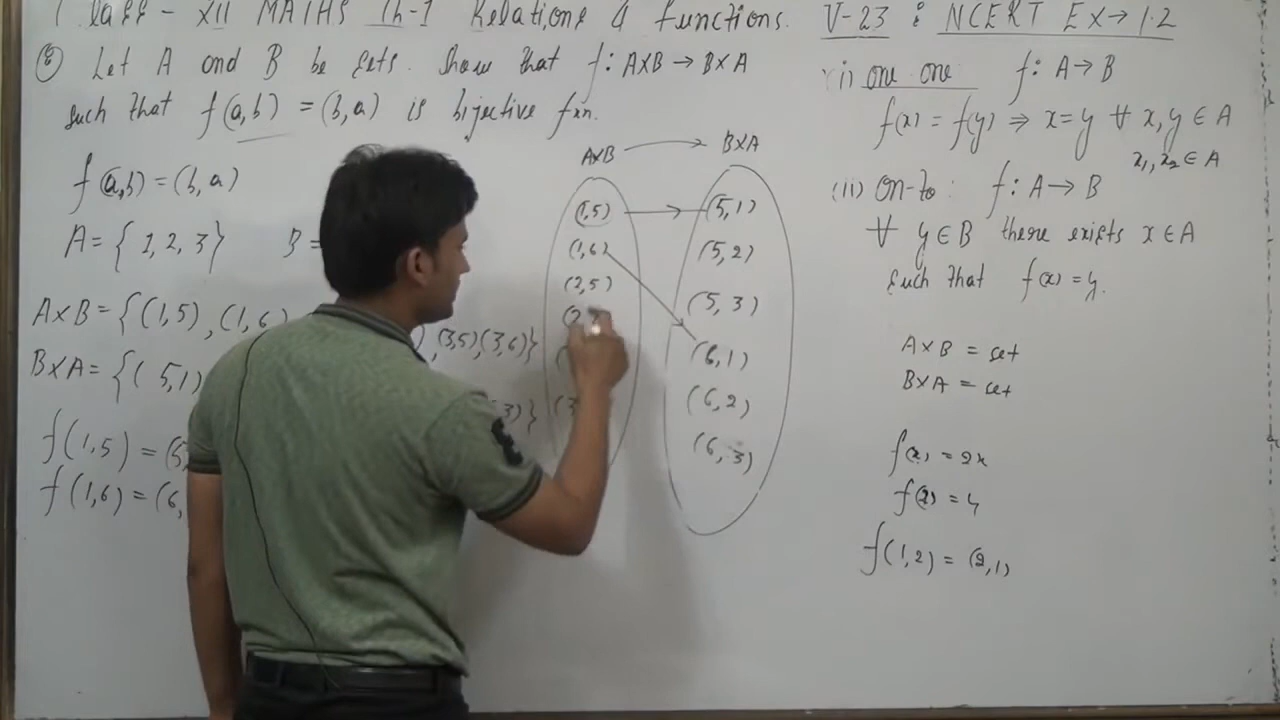 Class - XII MATHS Ch-1 Relations & functions. V-23 : NCERT EX→ 1.2
⑧ Let A and B be sets. Show that f: A×B → B×A
such that f(a,b) = (b,a) is bijective fxn.
f(a,b) = (b,a)
A = { 1, 2, 3 } B =
A×B = { (1,5), (1,6) , (3,5)(3,6)}
B×A = { ( 5,1) 3) }
f(1,5) = (5,
f(1,6) = (6,
A×B → B×A
(1,5) → (5,1)
(1,6) (5,2)
(2,5) (5,3)
(6,1)
(6,2)
(6,3)
(i) one one f: A→B
f(x) = f(y) ⇒ x=y ∀ x,y ∈ A
x₁, x₂ ∈ A
(ii) On-to: f: A→B
∀ y∈B there exists x∈A
Such that f(x) = y.
A×B = set
B×A = set
f(x) = 2x
f(2) = 4
f(1,2) = (2,1)